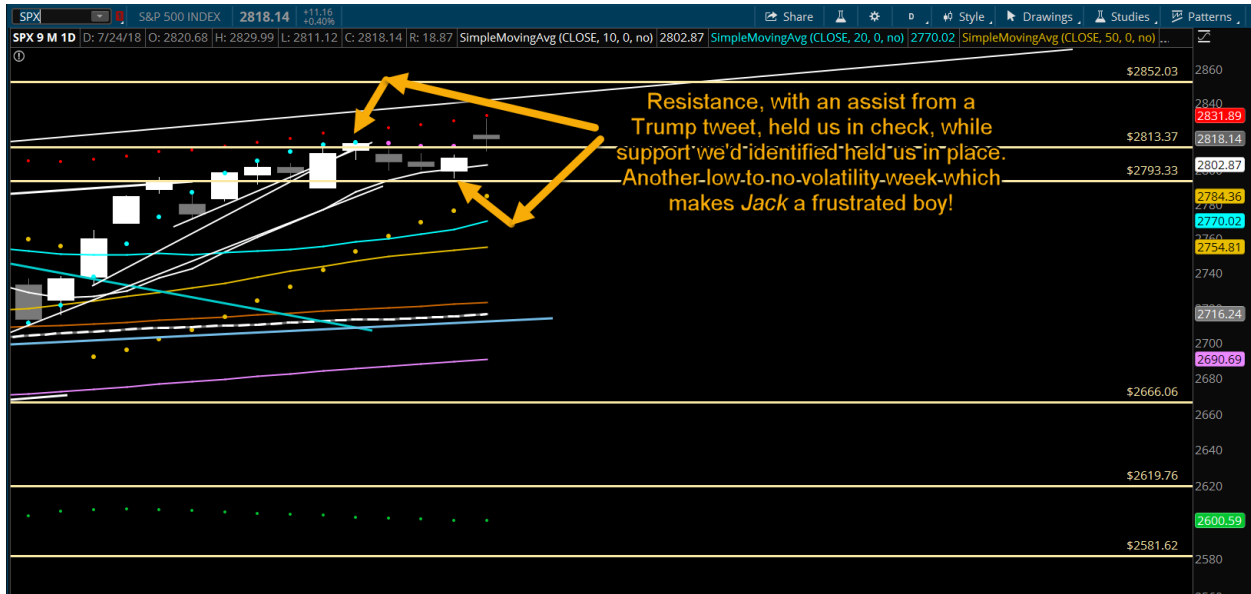 SPX
S&P 500 INDEX
2818.14
+11.16
+0.40%
Share
D
Style
Drawings
Studies
Patterns
SPX 9 M 1D D: 7/24/18 O: 2820.68 H: 2829.99 L: 2811.12 C: 2818.14 R: 18.87 SimpleMovingAvg (CLOSE, 10, 0, no) 2802.87 SimpleMovingAvg (CLOSE, 20, 0, no) 2770.02 SimpleMovingAvg (CLOSE, 50, 0, no) ...
Resistance, with an assist from a
Trump tweet, held us in check, while
support we'd identified held us in place.
Another low-to-no-volatility-week which
makes Jack a frustrated boy!
$2852.03
$2813.37
$2793.33
$2666.06
$2619.76
$2581.62
2860
2840
2831.89
2818.14
2802.87
2784.36
2780
2770.02
2760
2754.81
2740
2716.24
2700
2690.69
2680
2660
2640
2620
2600.59
2580